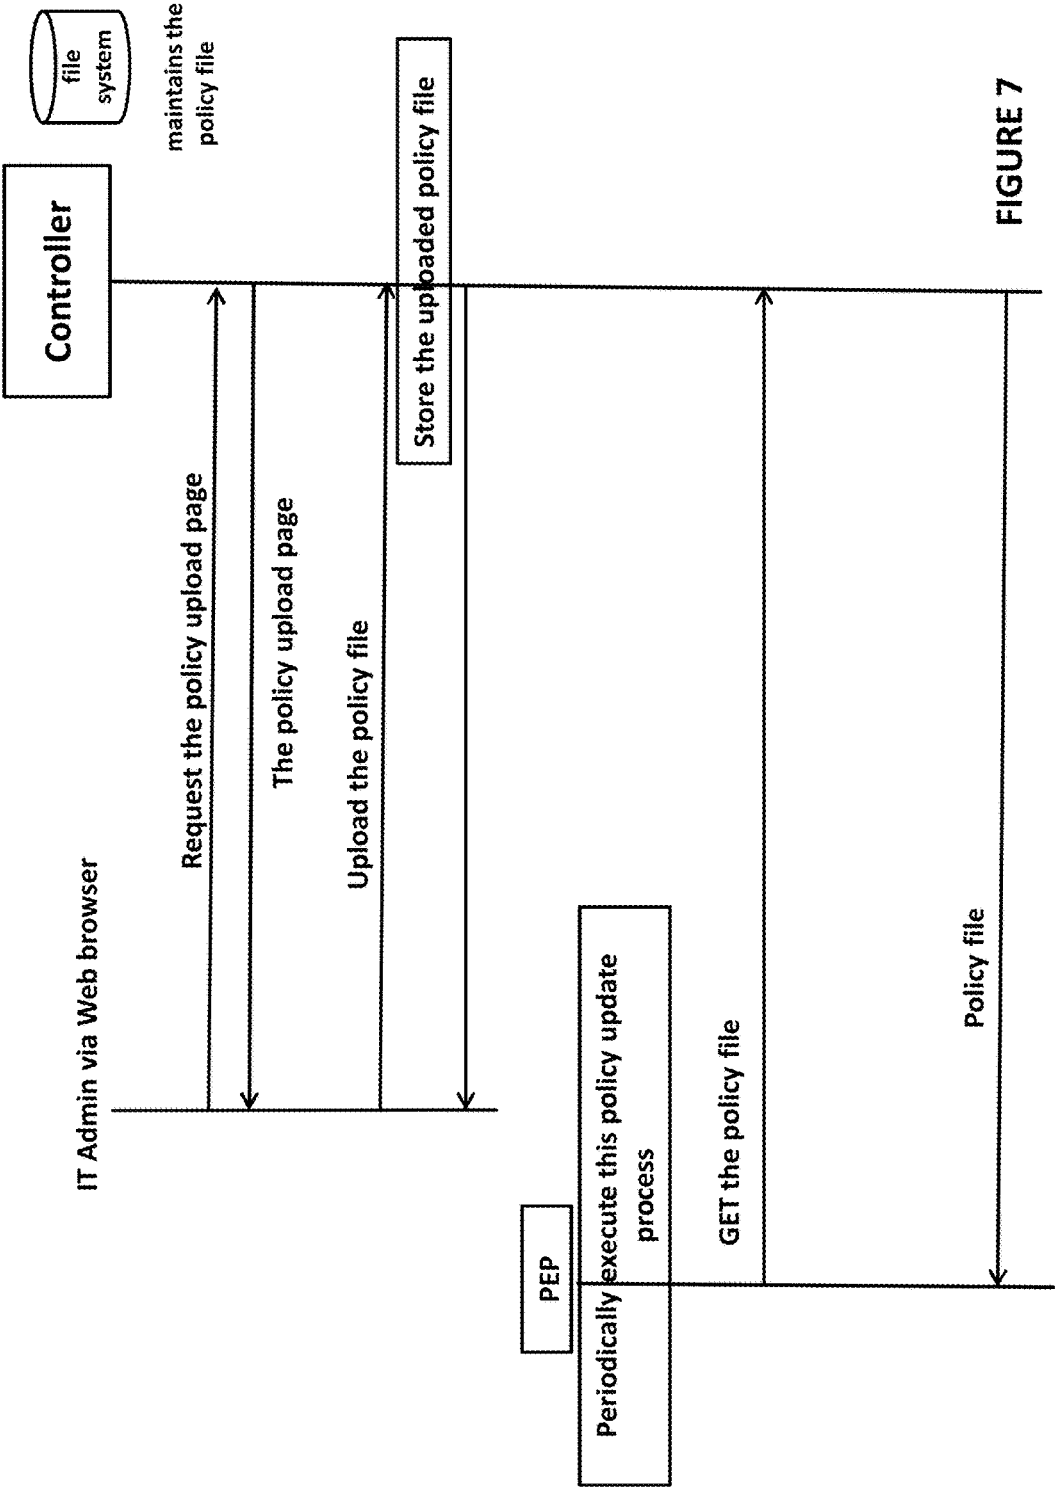 IT Admin via Web browser
Controller
file
system
maintains the
policy file
Request the policy upload page
The policy upload page
Upload the policy file
Store the uploaded policy file
PEP
Periodically execute this policy update
process
GET the policy file
Policy file
FIGURE 7